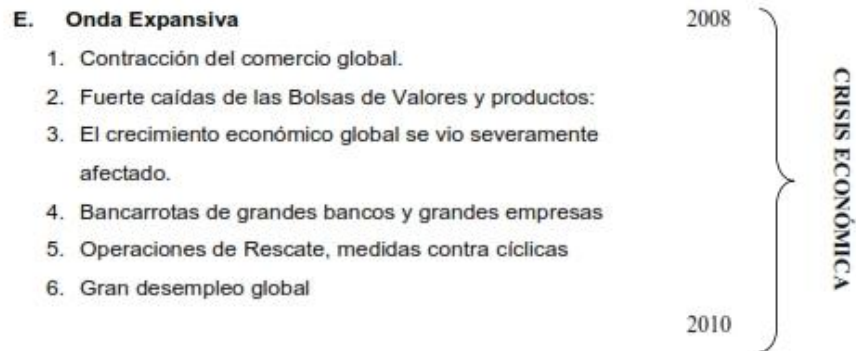 E. Onda Expansiva 2008
1. Contracción del comercio global.
2. Fuerte caídas de las Bolsas de Valores y productos:
3. El crecimiento económico global se vio severamente
afectado.
4. Bancarrotas de grandes bancos y grandes empresas
5. Operaciones de Rescate, medidas contra cíclicas
6. Gran desempleo global
2010
CRISIS ECONÓMICA